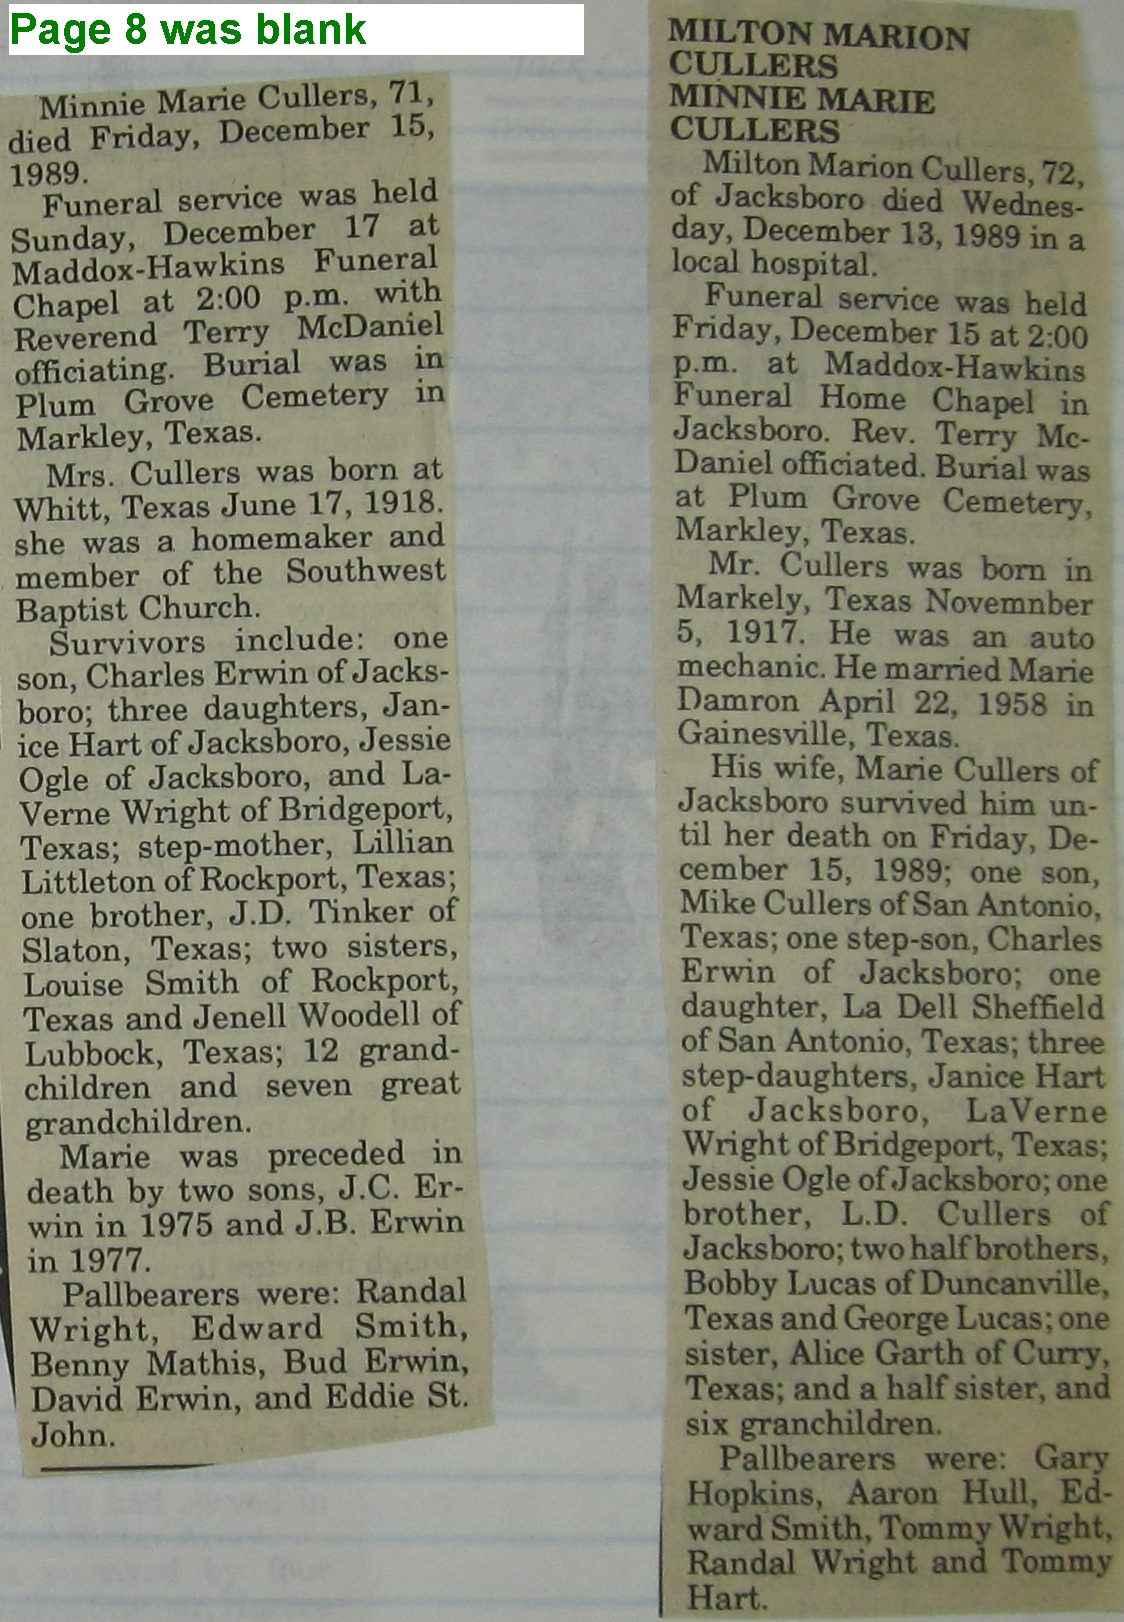 Page 8 was blank
MILTON MARION
CULLERS
MINNIE MARIE
CULLERS
Milton Marion Cullers, 72,
of Jacksboro died Wednes-
day, December 13, 1989 in a
local hospital.
Funeral service was held
Friday, December 15 at 2:00
p.m. at Maddox-Hawkins
Funeral Home Chapel in
Jacksboro. Rev. Terry Mc-
Daniel officiated. Burial was
at Plum Grove Cemetery,
Markley, Texas.
Mr. Cullers was born in
Markely, Texas Novemnber
5, 1917. He was an auto
mechanic. He married Marie
Damron April 22, 1958 in
Gainesville, Texas.
His wife, Marie Cullers of
Jacksboro survived him un-
til her death on Friday, De-
cember 15, 1989; one son,
Mike Cullers of San Antonio,
Texas; one step-son, Charles
Erwin of Jacksboro; one
daughter, La Dell Sheffield
of San Antonio, Texas; three
step-daughters, Janice Hart
of Jacksboro, LaVerne
Wright of Bridgeport, Texas;
Jessie Ogle of Jacksboro; one
brother, L.D. Cullers of
Jacksboro; two half brothers,
Bobby Lucas of Duncanville,
Texas and George Lucas; one
sister, Alice Garth of Curry,
Texas; and a half sister, and
six granchildren.
Pallbearers were: Gary
Hopkins, Aaron Hull, Ed-
ward Smith, Tommy Wright,
Randal Wright and Tommy
Hart.
Minnie Marie Cullers, 71,
died Friday, December 15,
1989.
Funeral service was held
Sunday, December 17 at
Maddox-Hawkins Funeral
Chapel at 2:00 p.m. with
Reverend Terry McDaniel
officiating. Burial was in
Plum Grove Cemetery in
Markley, Texas.
Mrs. Cullers was born at
Whitt, Texas June 17, 1918.
she was a homemaker and
member of the Southwest
Baptist Church.
Survivors include: one
son, Charles Erwin of Jacks-
boro; three daughters, Jan-
ice Hart of Jacksboro, Jessie
Ogle of Jacksboro, and La-
Verne Wright of Bridgeport,
Texas; step-mother, Lillian
Littleton of Rockport, Texas;
one brother, J.D. Tinker of
Slaton, Texas; two sisters,
Louise Smith of Rockport,
Texas and Jenell Woodell of
Lubbock, Texas; 12 grand-
children and seven great
grandchildren.
Marie was preceded in
death by two sons, J.C. Er-
win in 1975 and J.B. Erwin
in 1977.
Pallbearers were: Randal
Wright, Edward Smith,
Benny Mathis, Bud Erwin,
David Erwin, and Eddie St.
John.